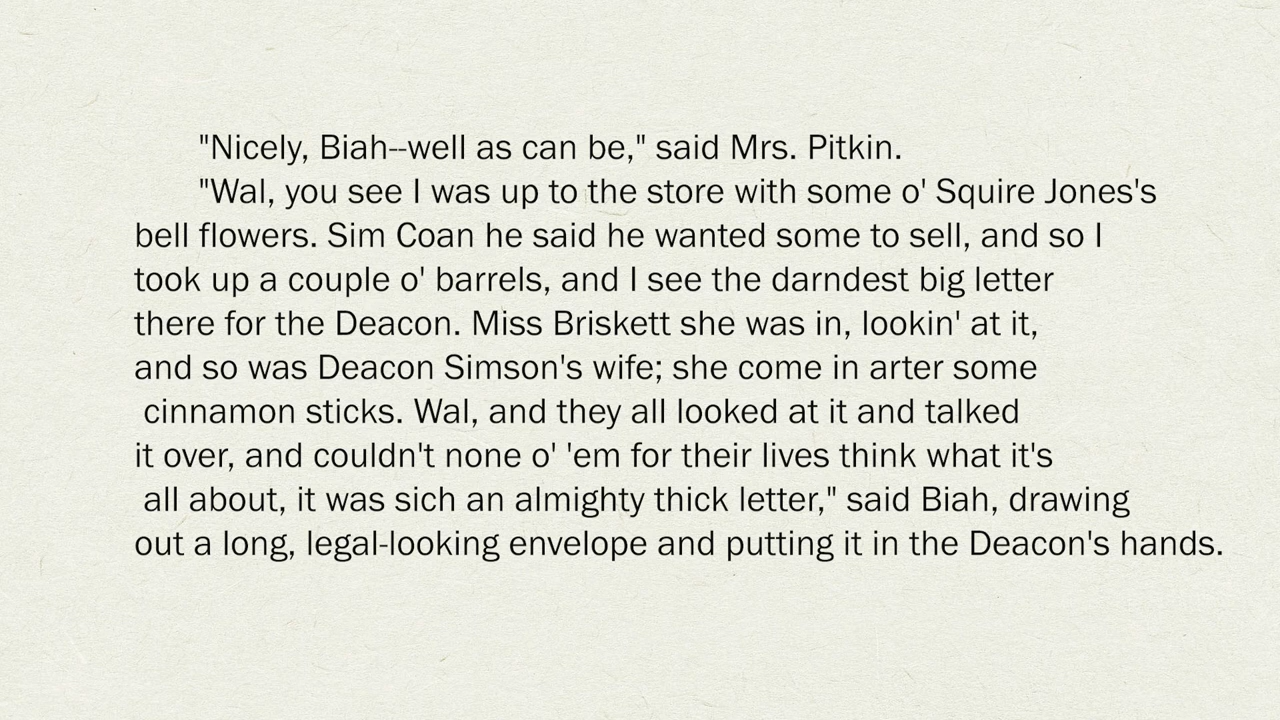 "Nicely, Biah--well as can be," said Mrs. Pitkin.
"Wal, you see I was up to the store with some o' Squire Jones's
bell flowers. Sim Coan he said he wanted some to sell, and so I
took up a couple o' barrels, and I see the darndest big letter
there for the Deacon. Miss Briskett she was in, lookin' at it,
and so was Deacon Simson's wife; she come in arter some
cinnamon sticks. Wal, and they all looked at it and talked
it over, and couldn't none o' 'em for their lives think what it's
all about, it was sich an almighty thick letter," said Biah, drawing
out a long, legal-looking envelope and putting it in the Deacon's hands.